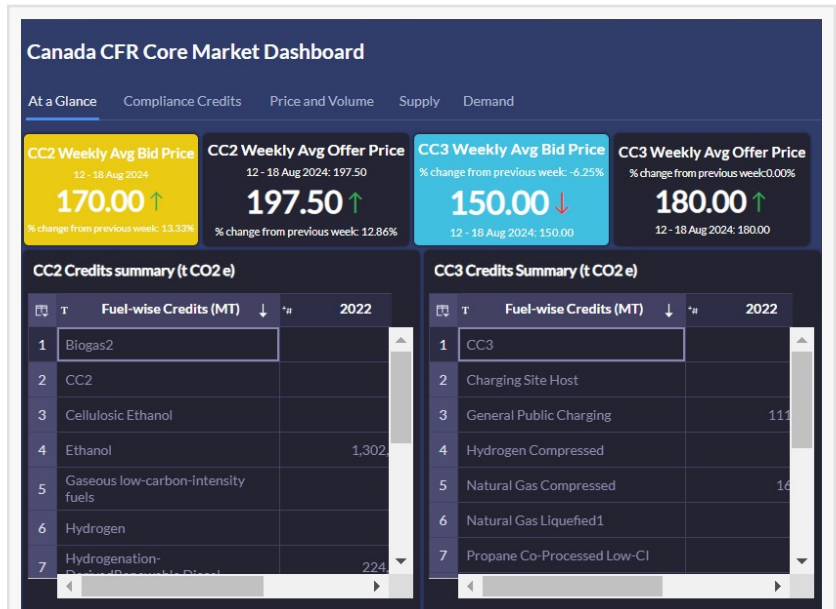 Canada CFR Core Market Dashboard
At a Glance Compliance Credits Price and Volume Supply Demand
CC2 Weekly Avg Bid Price
12 - 18 Aug 2024
170.00 ↑
% change from previous week: 13.33%
CC2 Weekly Avg Offer Price
12 - 18 Aug 2024: 197.50
197.50 ↑
% change from previous week: 12.86%
CC3 Weekly Avg Bid Price
% change from previous week: -6.25%
150.00 ↓
12 - 18 Aug 2024: 150.00
CC3 Weekly Avg Offer Price
% change from previous week:0.00%
180.00 ↑
12 - 18 Aug 2024: 180.00
CC2 Credits summary (t CO2 e)
T Fuel-wise Credits (MT) ↓ 2022
1 Biogas2
2 CC2
3 Cellulosic Ethanol
4 Ethanol 1,302,
5 Gaseous low-carbon-intensity
fuels
6 Hydrogen
7 Hydrogenation-
224,
CC3 Credits Summary (t CO2 e)
T Fuel-wise Credits (MT) ↓ 2022
1 CC3
2 Charging Site Host
3 General Public Charging 111
4 Hydrogen Compressed
5 Natural Gas Compressed 16
6 Natural Gas Liquefied1
7 Propane Co-Processed Low-CI